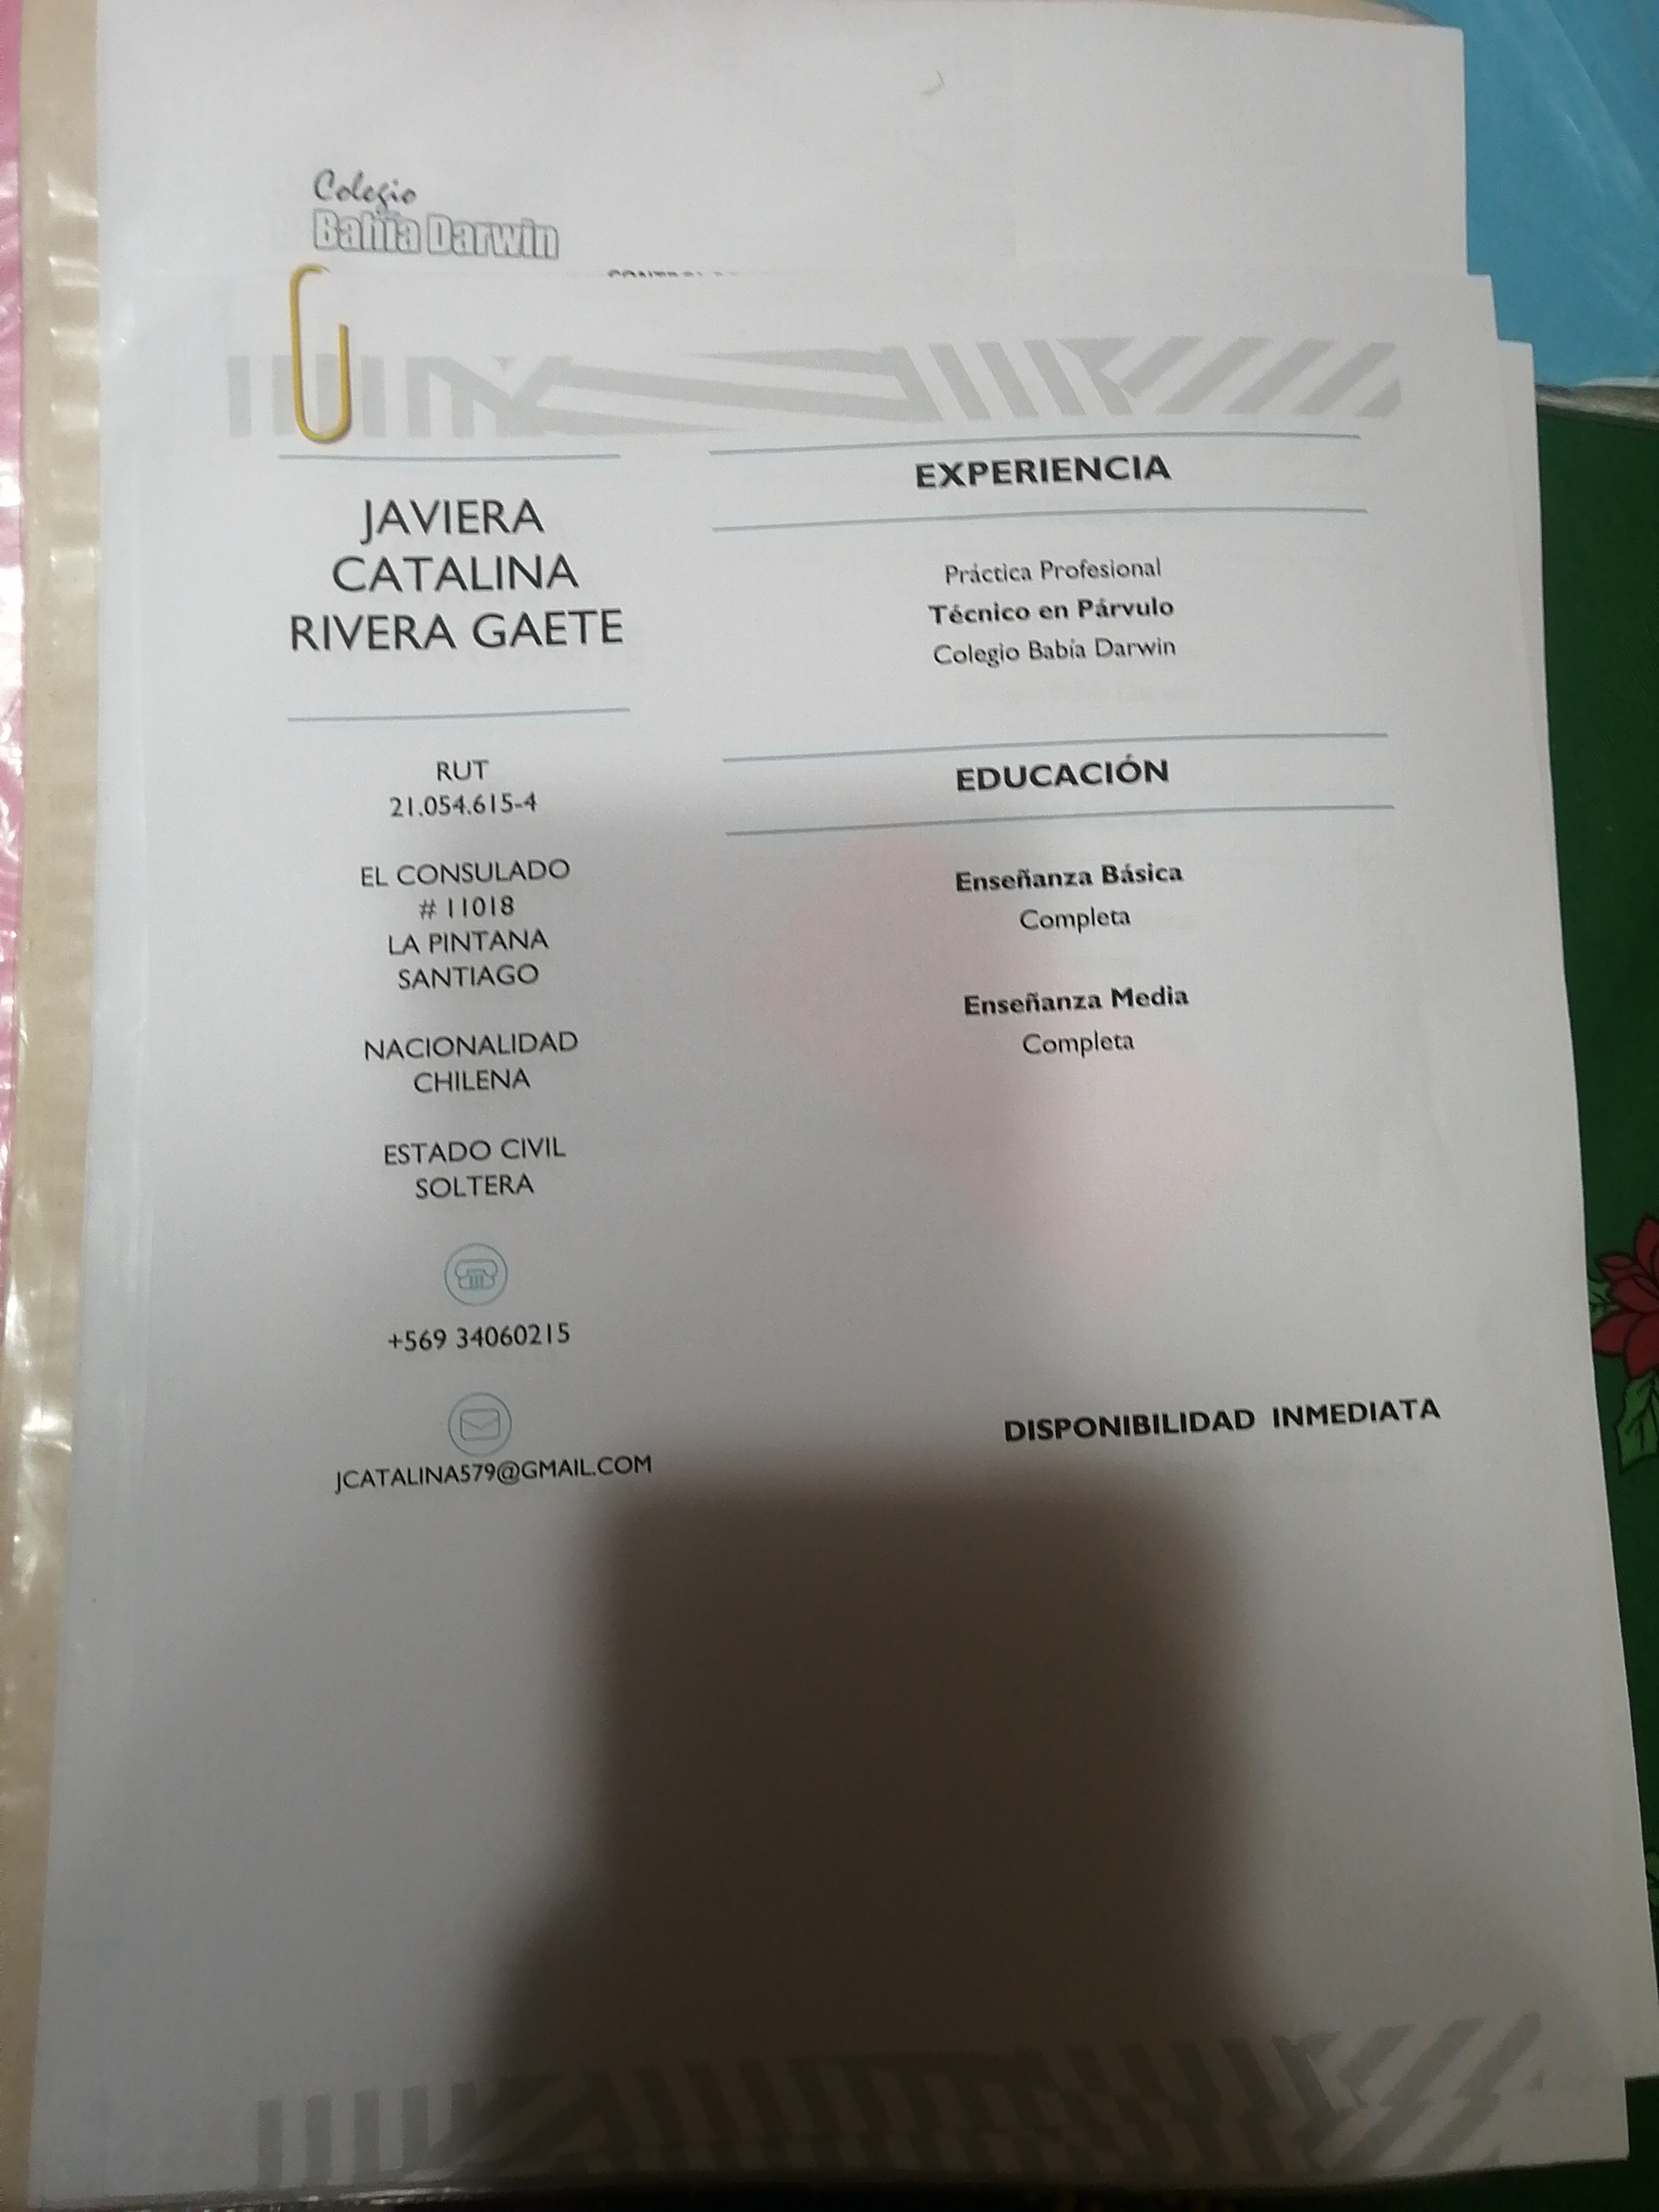 Colegio
Bahía Darwin
JAVIERA
CATALINA
RIVERA GAETE
RUT
21.054.615-4
EL CONSULADO
# 11018
LA PINTANA
SANTIAGO
NACIONALIDAD
CHILENA
ESTADO CIVIL
SOLTERA
+569 34060215
JCATALINA579@GMAIL.COM
EXPERIENCIA
Práctica Profesional
Técnico en Párvulo
Colegio Babía Darwin
EDUCACIÓN
Enseñanza Básica
Completa
Enseñanza Media
Completa
DISPONIBILIDAD INMEDIATA